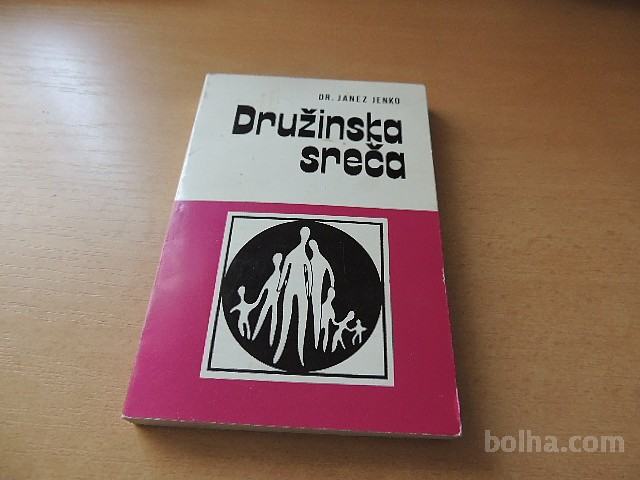 DR. JANEZ JENKO
Družinska
sreča
bolha.com